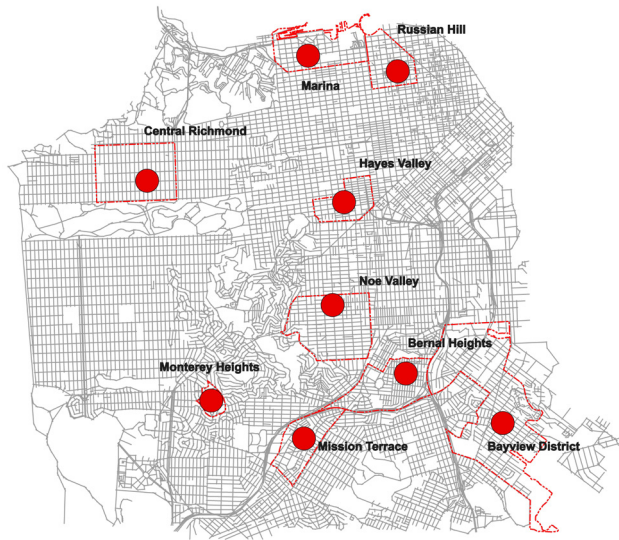 Russian Hill
Marina
Central Richmond
Hayes Valley
Noe Valley
Bernal Heights
Monterey Heights
Mission Terrace
Bayview District